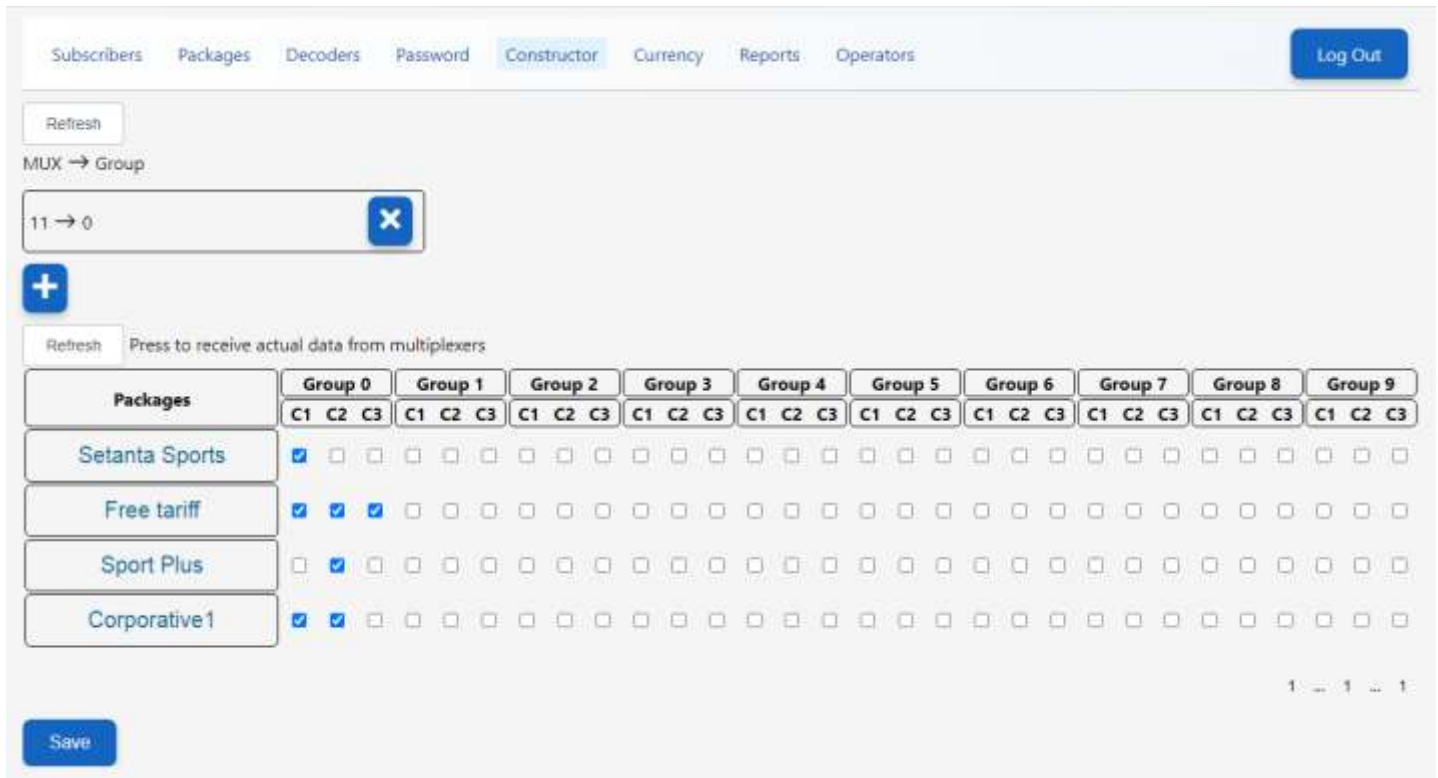 Subscribers Packages Decoders Password Constructor Currency Reports Operators Log Out
Refresh
MUX → Group
11 → 0
Refresh Press to receive actual data from multiplexers
Packages Group 0 Group 1 Group 2 Group 3 Group 4 Group 5 Group 6 Group 7 Group 8 Group 9
C1 C2 C3 C1 C2 C3 C1 C2 C3 C1 C2 C3 C1 C2 C3 C1 C2 C3 C1 C2 C3 C1 C2 C3 C1 C2 C3 C1 C2 C3
Setanta Sports
Free tariff
Sport Plus
Corporative1
1 ... 1 ... 1
Save